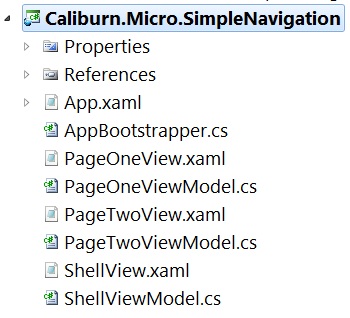 Caliburn.Micro.SimpleNavigation
Properties
References
App.xaml
AppBootstrapper.cs
PageOneView.xaml
PageOneViewModel.cs
PageTwoView.xaml
PageTwoViewModel.cs
ShellView.xaml
ShellViewModel.cs